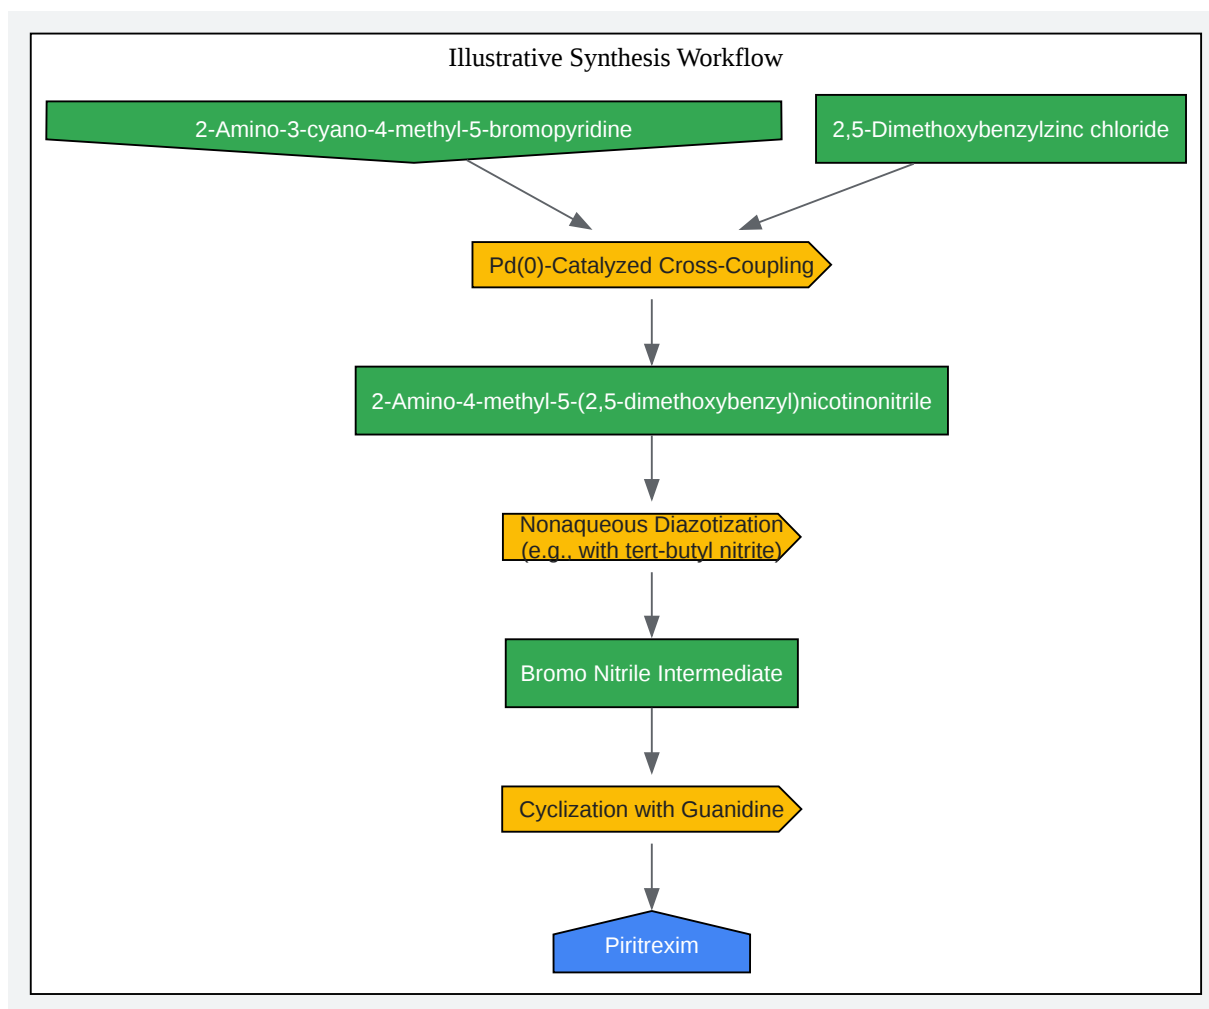 Illustrative Synthesis Workflow
2-Amino-3-cyano-4-methyl-5-bromopyridine
2,5-Dimethoxybenzylzinc chloride
Pd(0)-Catalyzed Cross-Coupling
2-Amino-4-methyl-5-(2,5-dimethoxybenzyl)nicotinonitrile
Nonaqueous Diazotization
(e.g., with tert-butyl nitrite)
Bromo Nitrile Intermediate
Cyclization with Guanidine
Piritrexim